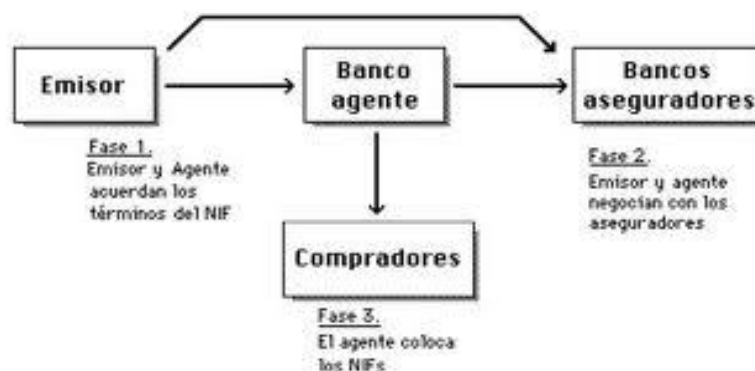 Emisor
Banco
agente
Bancos
aseguradores
Fase 1.
Emisor y Agente
acuerdan los
términos del NIF
Fase 2.
Emisor y agente
negocian con los
aseguradores
Compradores
Fase 3.
El agente coloca
los NIFs